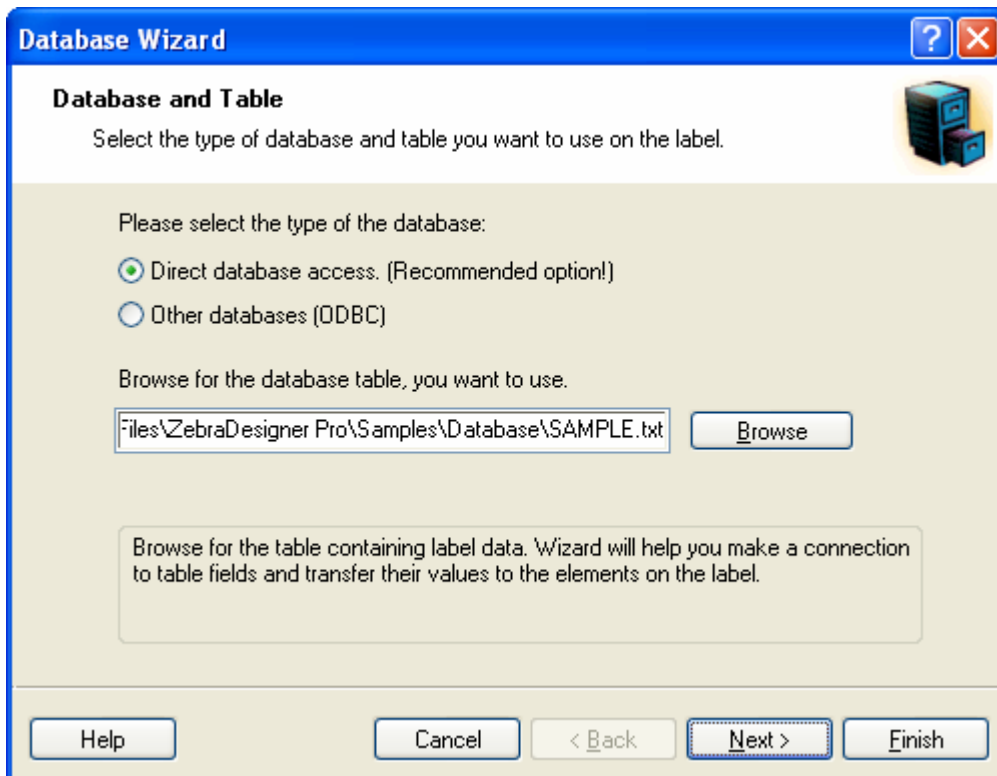 Database Wizard
?
Database and Table
Select the type of database and table you want to use on the label.
Please select the type of the database:
Direct database access. (Recommended option!)
Other databases (ODBC)
Browse for the database table, you want to use.
Files\ZebraDesigner Pro\Samples\Database\SAMPLE.txt
Browse
Browse for the table containing label data. Wizard will help you make a connection
to table fields and transfer their values to the elements on the label.
Help
Cancel
< Back
Next >
Finish